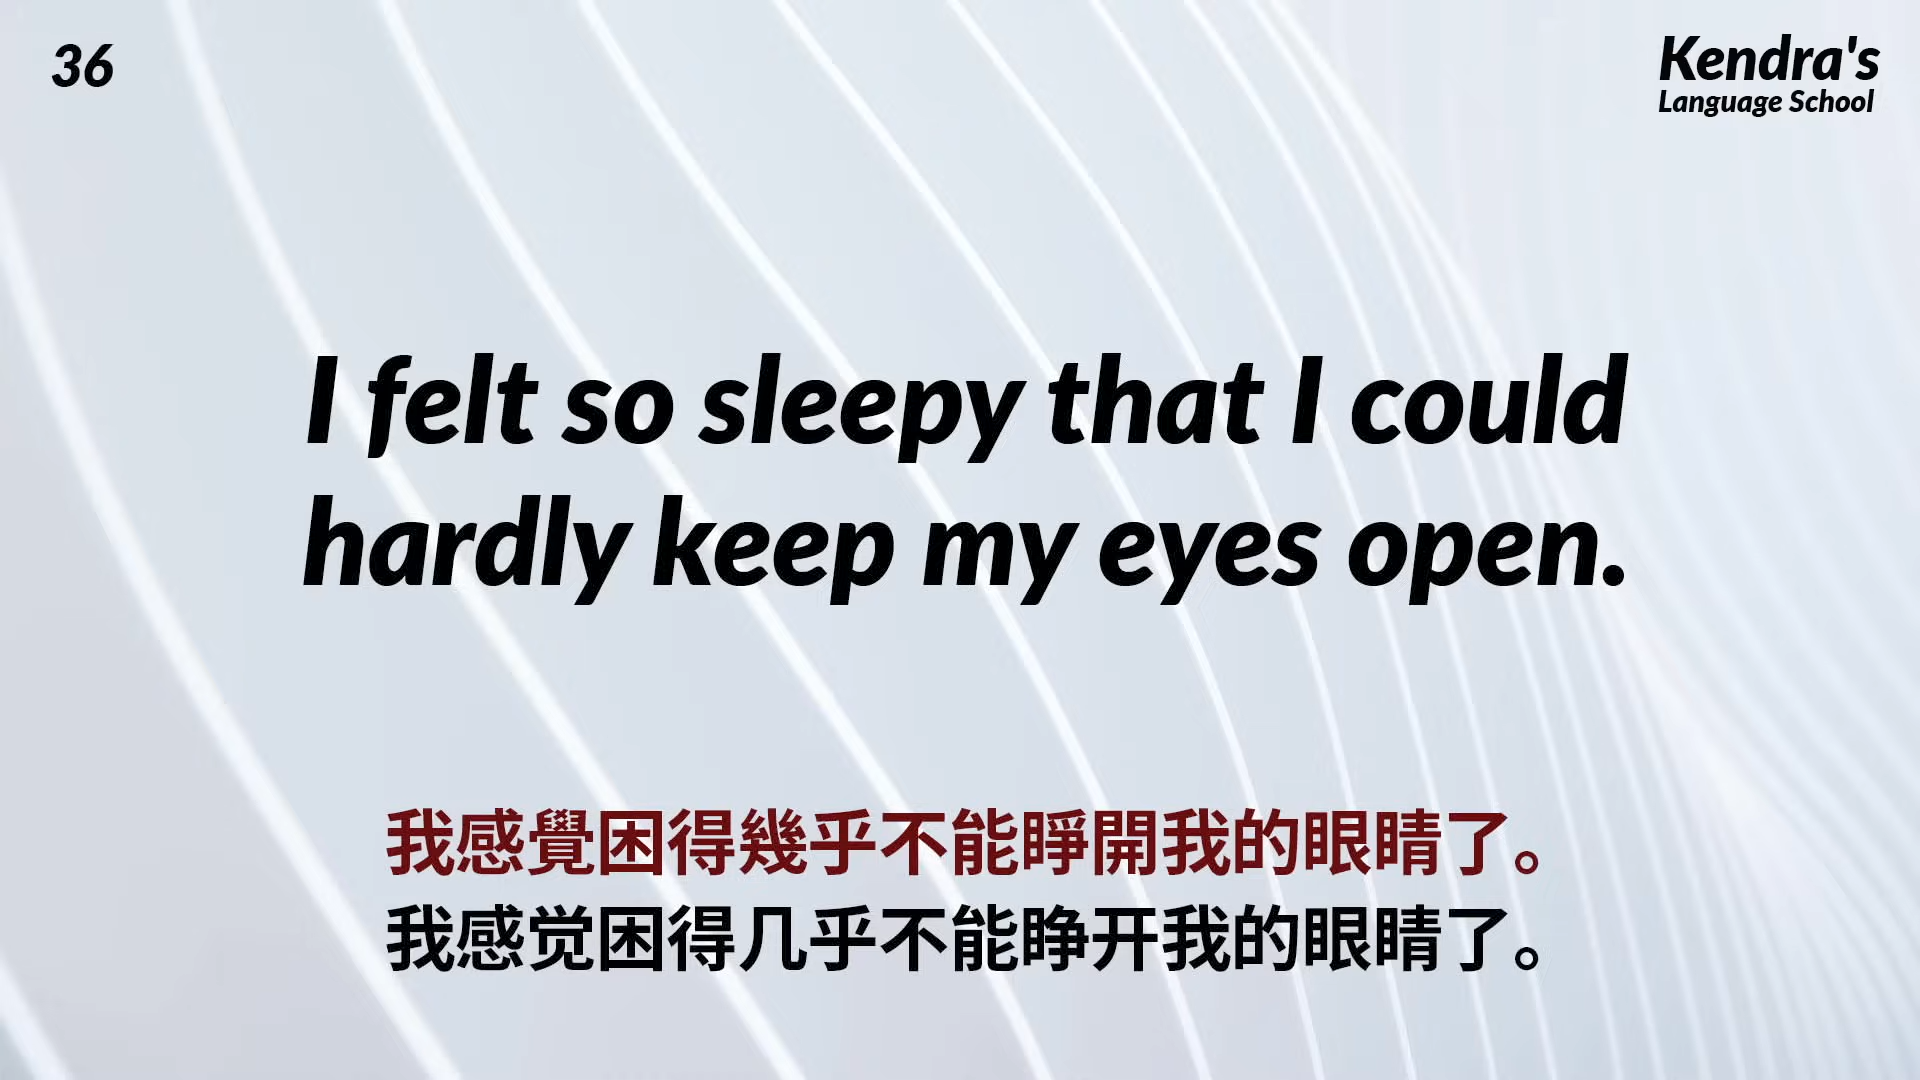 36
Kendra's
Language School
I felt so sleepy that I could
hardly keep my eyes open.
我感覺困得幾乎不能睜開我的眼睛了。
我感觉困得几乎不能睁开我的眼睛了。